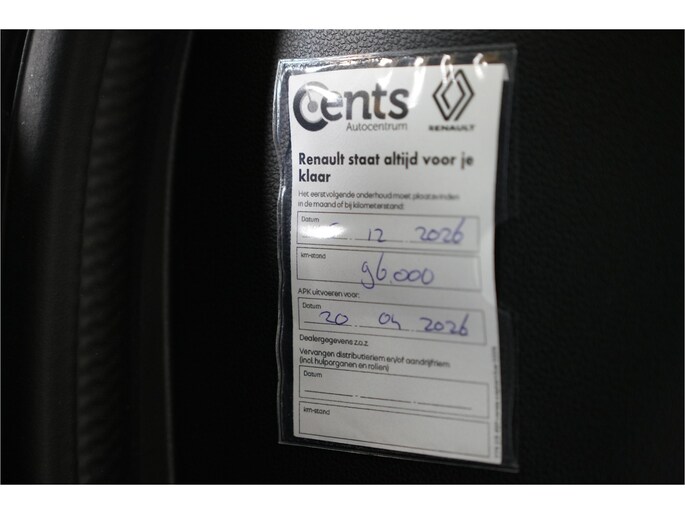 Cents
Autocentrum
RENAULT
Renault staat altijd voor je
klaar
Het eerstvolgende onderhoud moet plaatsvinden
in de maand of bij kilometerstand:
Datum
12 2026
km-stand
96.000
APK uitvoeren voor:
Datum
20 04 2026
Dealergegevens z.o.z.
Vervangen distributieriem en/of aandrijfriem
(incl. hulporganen en rollen)
Datum
km-stand